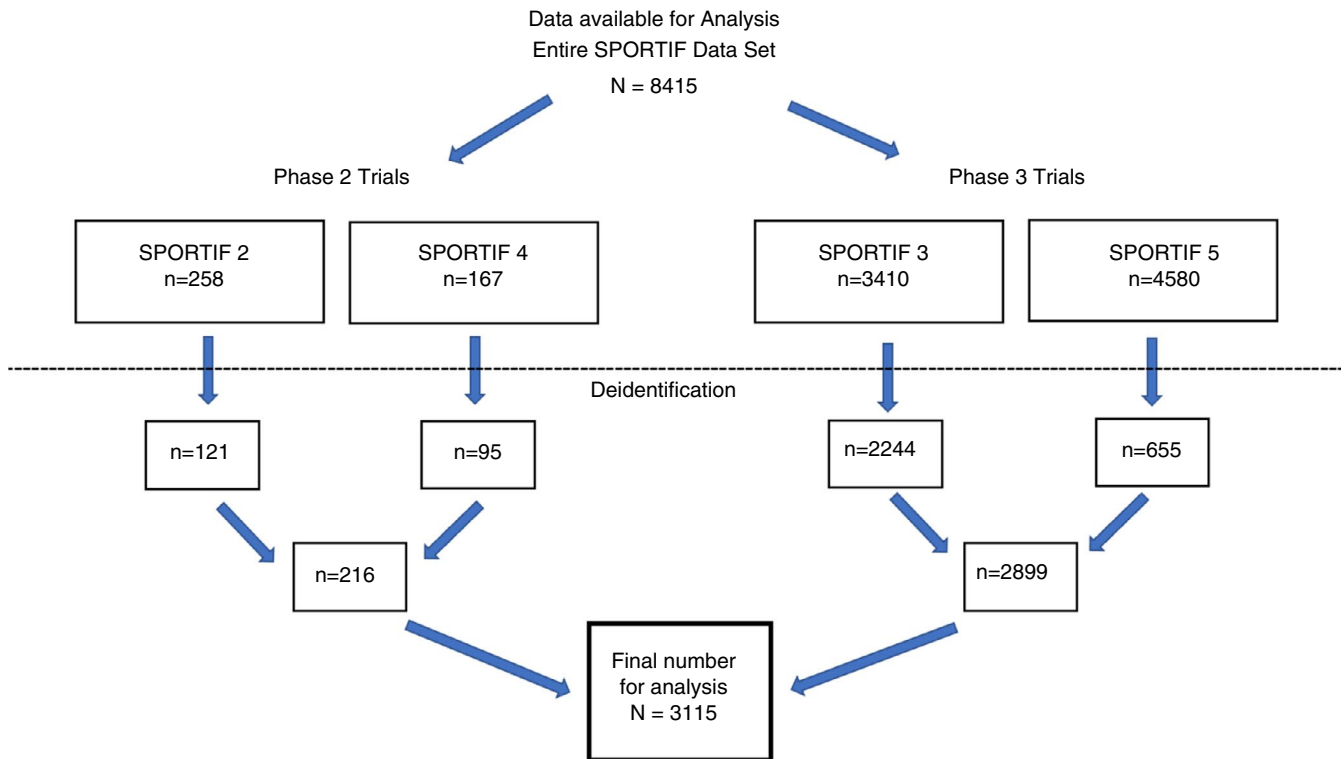 Data available for Analysis
Entire SPORTIF Data Set
N = 8415
Phase 2 Trials
Phase 3 Trials
SPORTIF 2
n=258
SPORTIF 4
n=167
SPORTIF 3
n=3410
SPORTIF 5
n=4580
Deidentification
n=121
n=95
n=2244
n=655
n=216
n=2899
Final number
for analysis
N = 3115